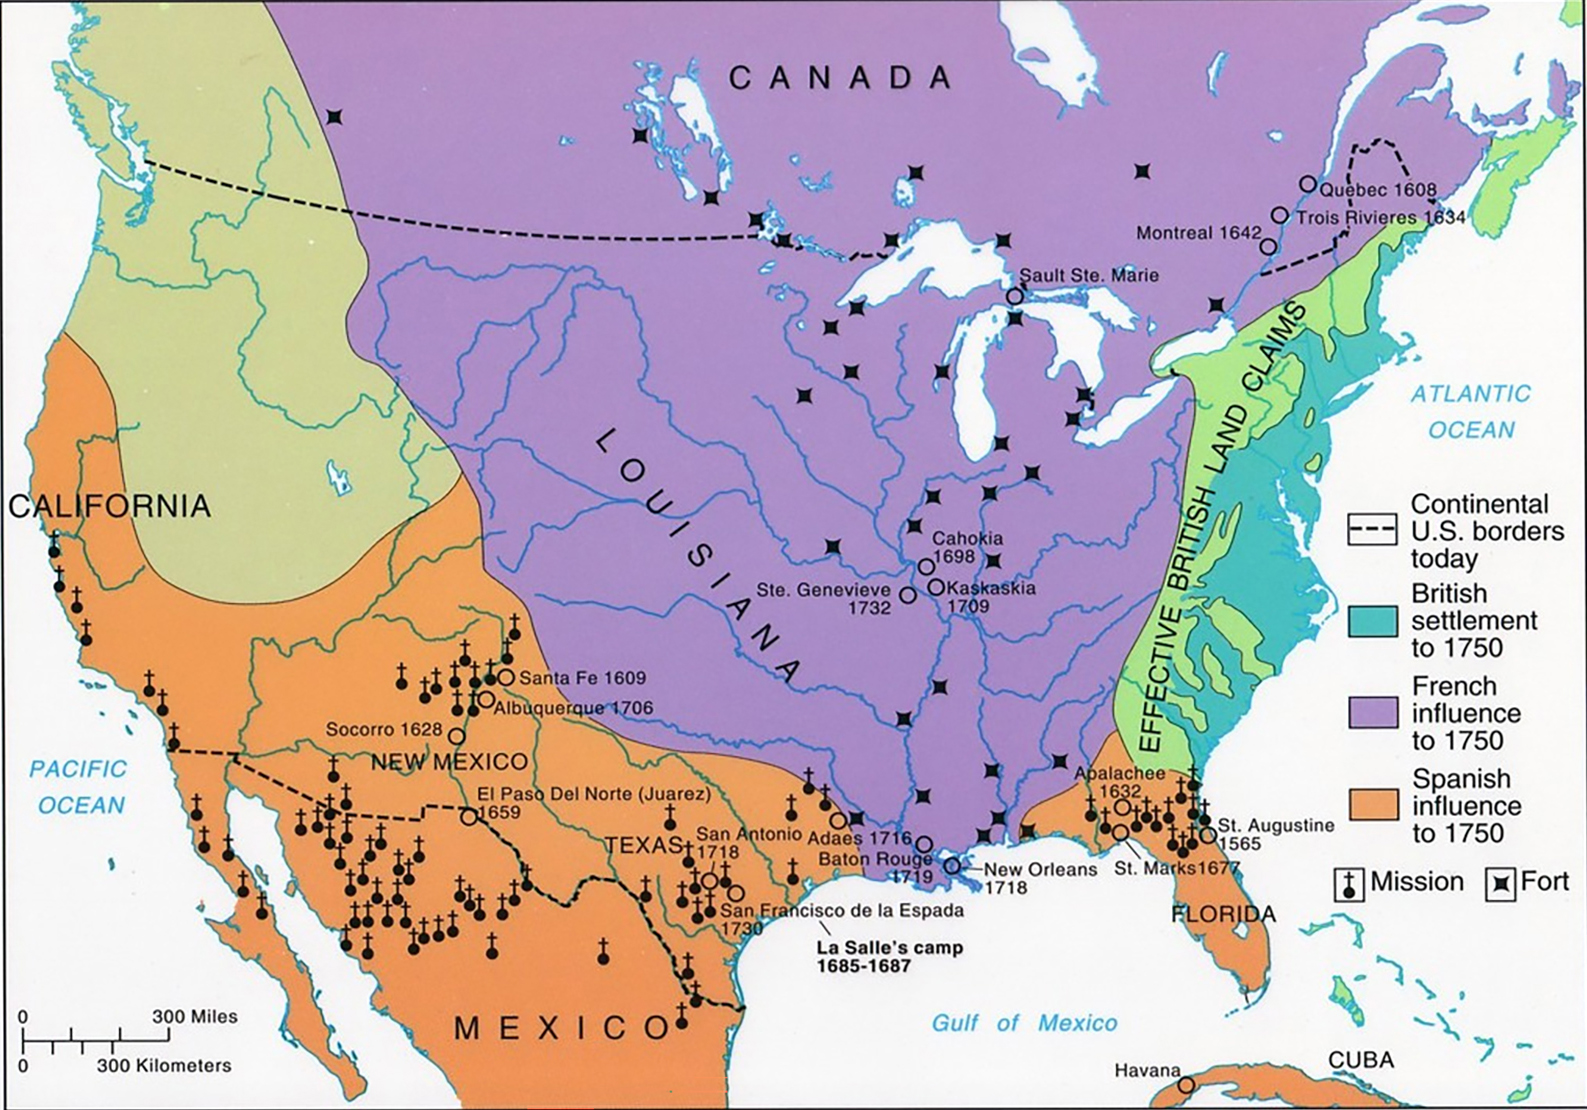 CANADA
Quebec 1608
Trois Rivieres 1634
Montreal 1642
Sault Ste. Marie
EFFECTIVE BRITISH LAND CLAIMS
ATLANTIC
OCEAN
LOUISIANA
CALIFORNIA
Cahokia
1698
Ste. Genevieve
1732
Kaskaskia
1709
Santa Fe 1609
Albuquerque 1706
Socorro 1628
NEW MEXICO
PACIFIC
OCEAN
El Paso Del Norte (Juarez)
1659
TEXAS
San Antonio
1718
Adaes 1716
Baton Rouge
1719
New Orleans
1718
Apalachee
1632
St. Augustine
1565
St. Marks1677
FLORIDA
San Francisco de la Espada
1730
La Salle's camp
1685-1687
MEXICO
Gulf of Mexico
Havana
CUBA
Continental
U.S. borders
today
British
settlement
to 1750
French
influence
to 1750
Spanish
influence
to 1750
Mission
Fort
0 300 Miles
0 300 Kilometers